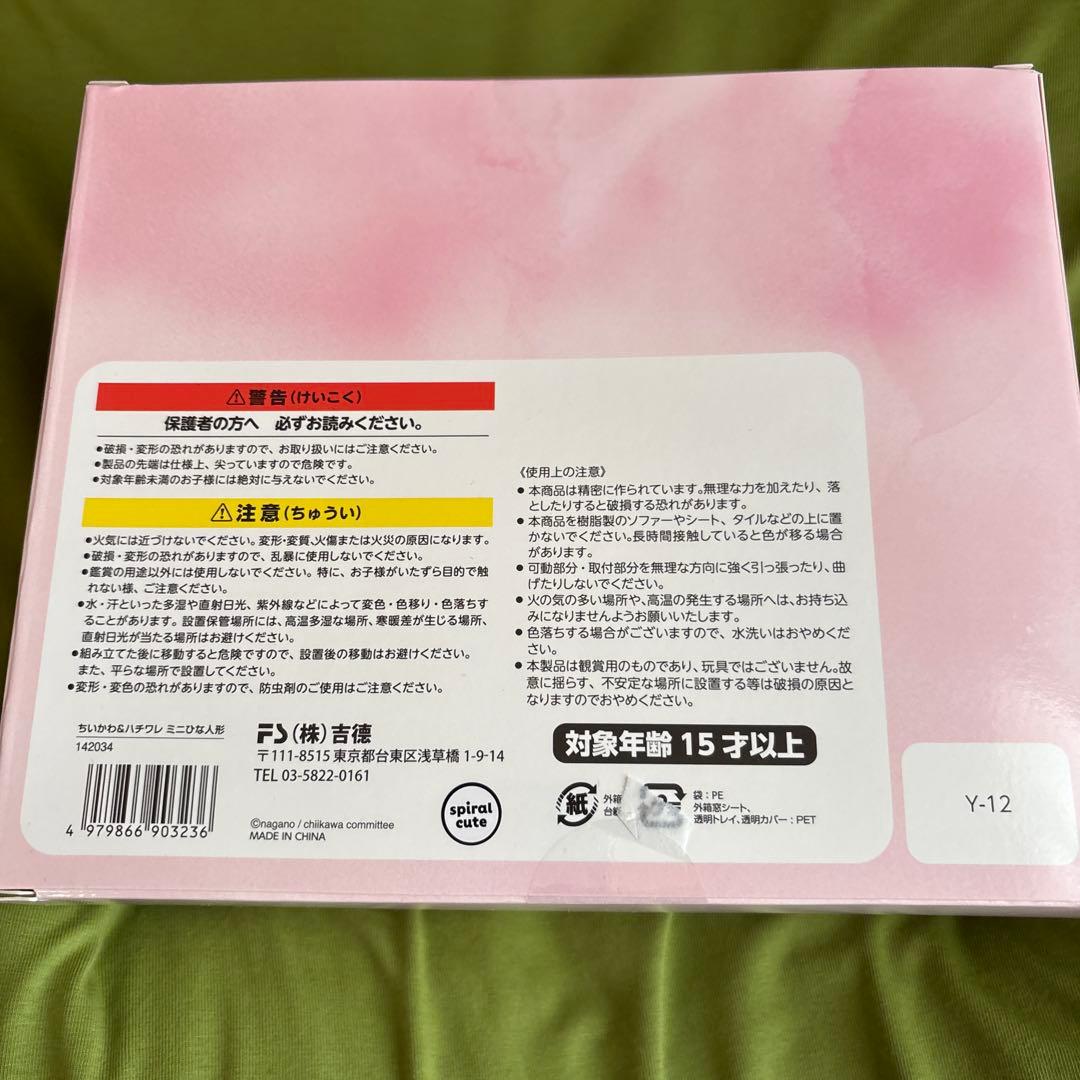 ⚠警告(けいこく)
保護者の方へ 必ずお読みください。
●破損・変形の恐れがありますので、お取り扱いにはご注意ください。
●製品の先端は仕様上、尖っていますので危険です。
●対象年齢未満のお子様には絶対に与えないでください。
⚠注意(ちゅうい)
●火気には近づけないでください。変形・変質、火傷または火災の原因になります。
●破損・変形の恐れがありますので、乱暴に使用しないでください。
●鑑賞の用途以外には使用しないでください。特に、お子様がいたずら目的で触
れない様、ご注意ください。
●水・汗といった多湿や直射日光、紫外線などによって変色・色移り・色落ちす
ることがあります。設置保管場所には、高温多湿な場所、寒暖差が生じる場所、
直射日光が当たる場所はお避けください。
●組み立てた後に移動すると危険ですので、設置後の移動はお避けください。
また、平らな場所で設置してください。
●変形・変色の恐れがありますので、防虫剤のご使用はご注意ください。
《使用上の注意》
● 本商品は精密に作られています。無理な力を加えたり、落
としたりすると破損する恐れがあります。
● 本商品を樹脂製のソファーやシート、タイルなどの上に置
かないでください。長時間接触していると色が移る場合
があります。
● 可動部分・取付部分を無理な方向に強く引っ張ったり、曲
げたりしないでください。
● 火の気の多い場所や、高温の発生する場所へは、お持ち込
みになりませんようお願いいたします。
● 色落ちする場合がございますので、水洗いはおやめくだ
さい。
● 本製品は観賞用のものであり、玩具ではございません。故
意に揺らす、不安定な場所に設置する等は破損の原因と
なりますのでおやめください。
ちいかわ&ハチワレ ミニひな人形
142034
4 979866 903236
(株)吉徳
〒111-8515 東京都台東区浅草橋 1-9-14
TEL 03-5822-0161
©nagano / chiikawa committee
MADE IN CHINA
spiral
cute
対象年齢 15 才以上
紙
外箱
台紙
袋：PE
外箱窓シート、
透明トレイ、透明カバー：PET
Y-12